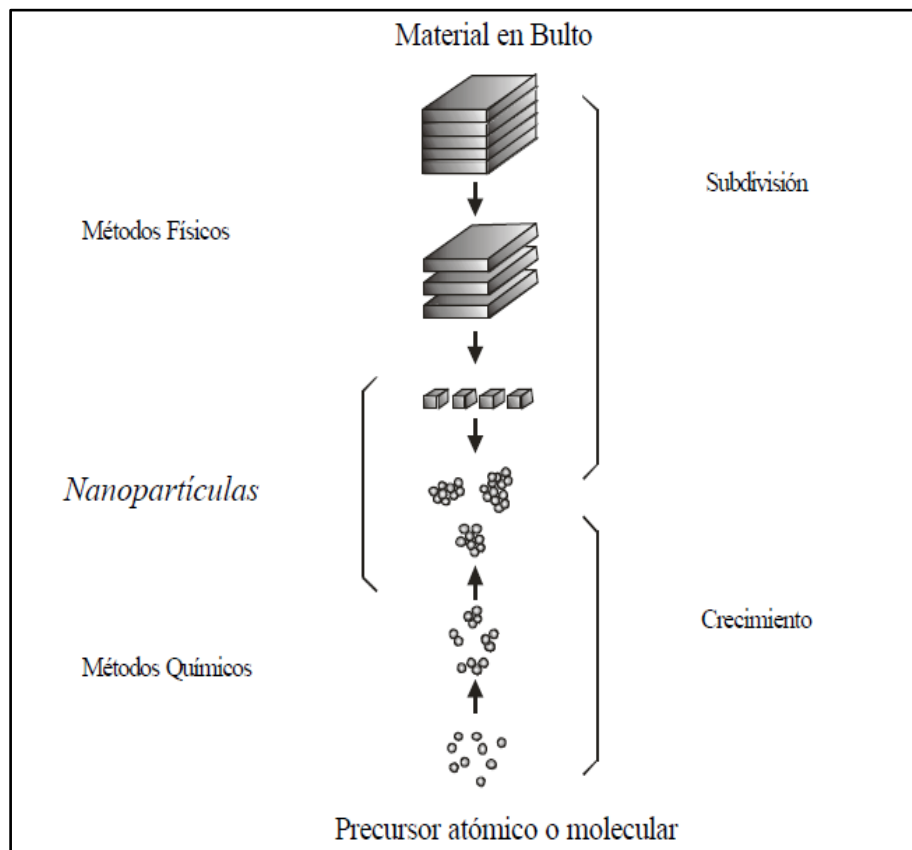 Material en Bulto
Subdivisión
Métodos Físicos
Nanopartículas
Crecimiento
Métodos Químicos
Precursor atómico o molecular